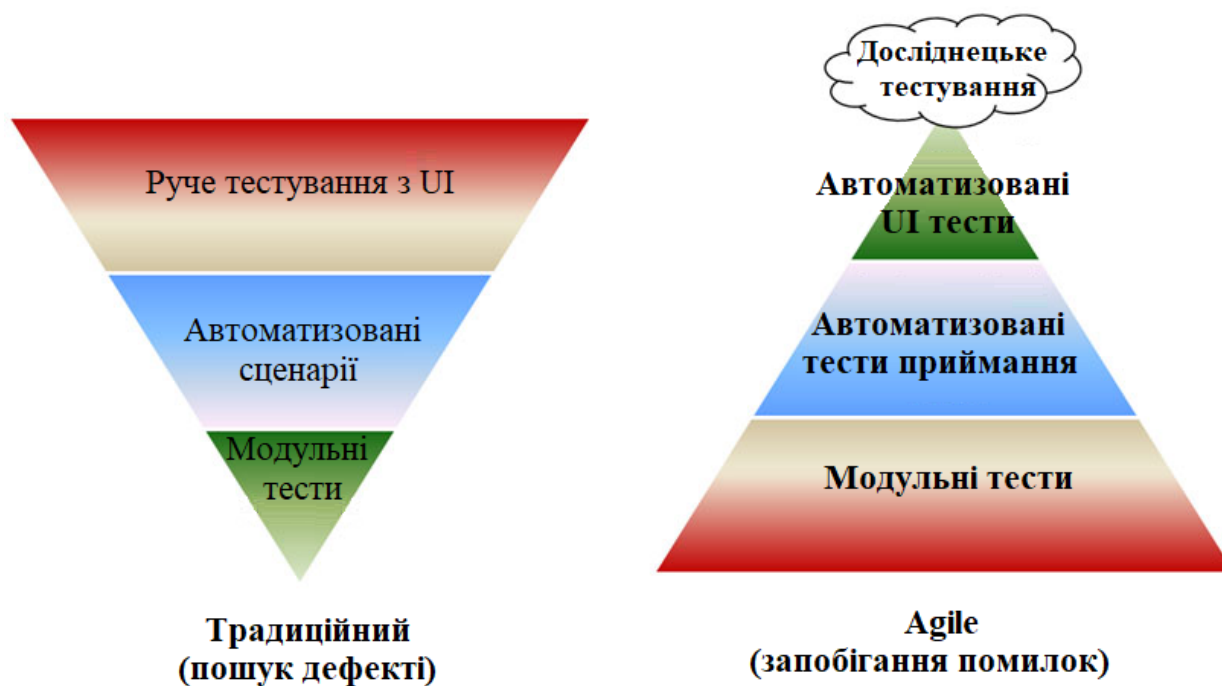 Руче тестування з UI
Автоматизовані
сценарії
Модульні
тести
Традиційний
(пошук дефекті)
Дослідницьке
тестування
Автоматизовані
UI тести
Автоматизовані
тести приймання
Модульні тести
Agile
(запобігання помилок)